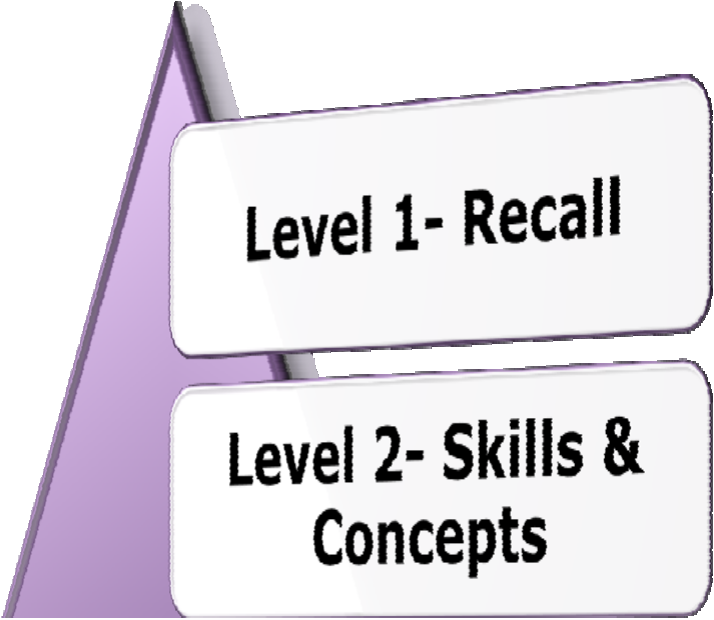 Level 1- Recall
Level 2- Skills &
Concepts